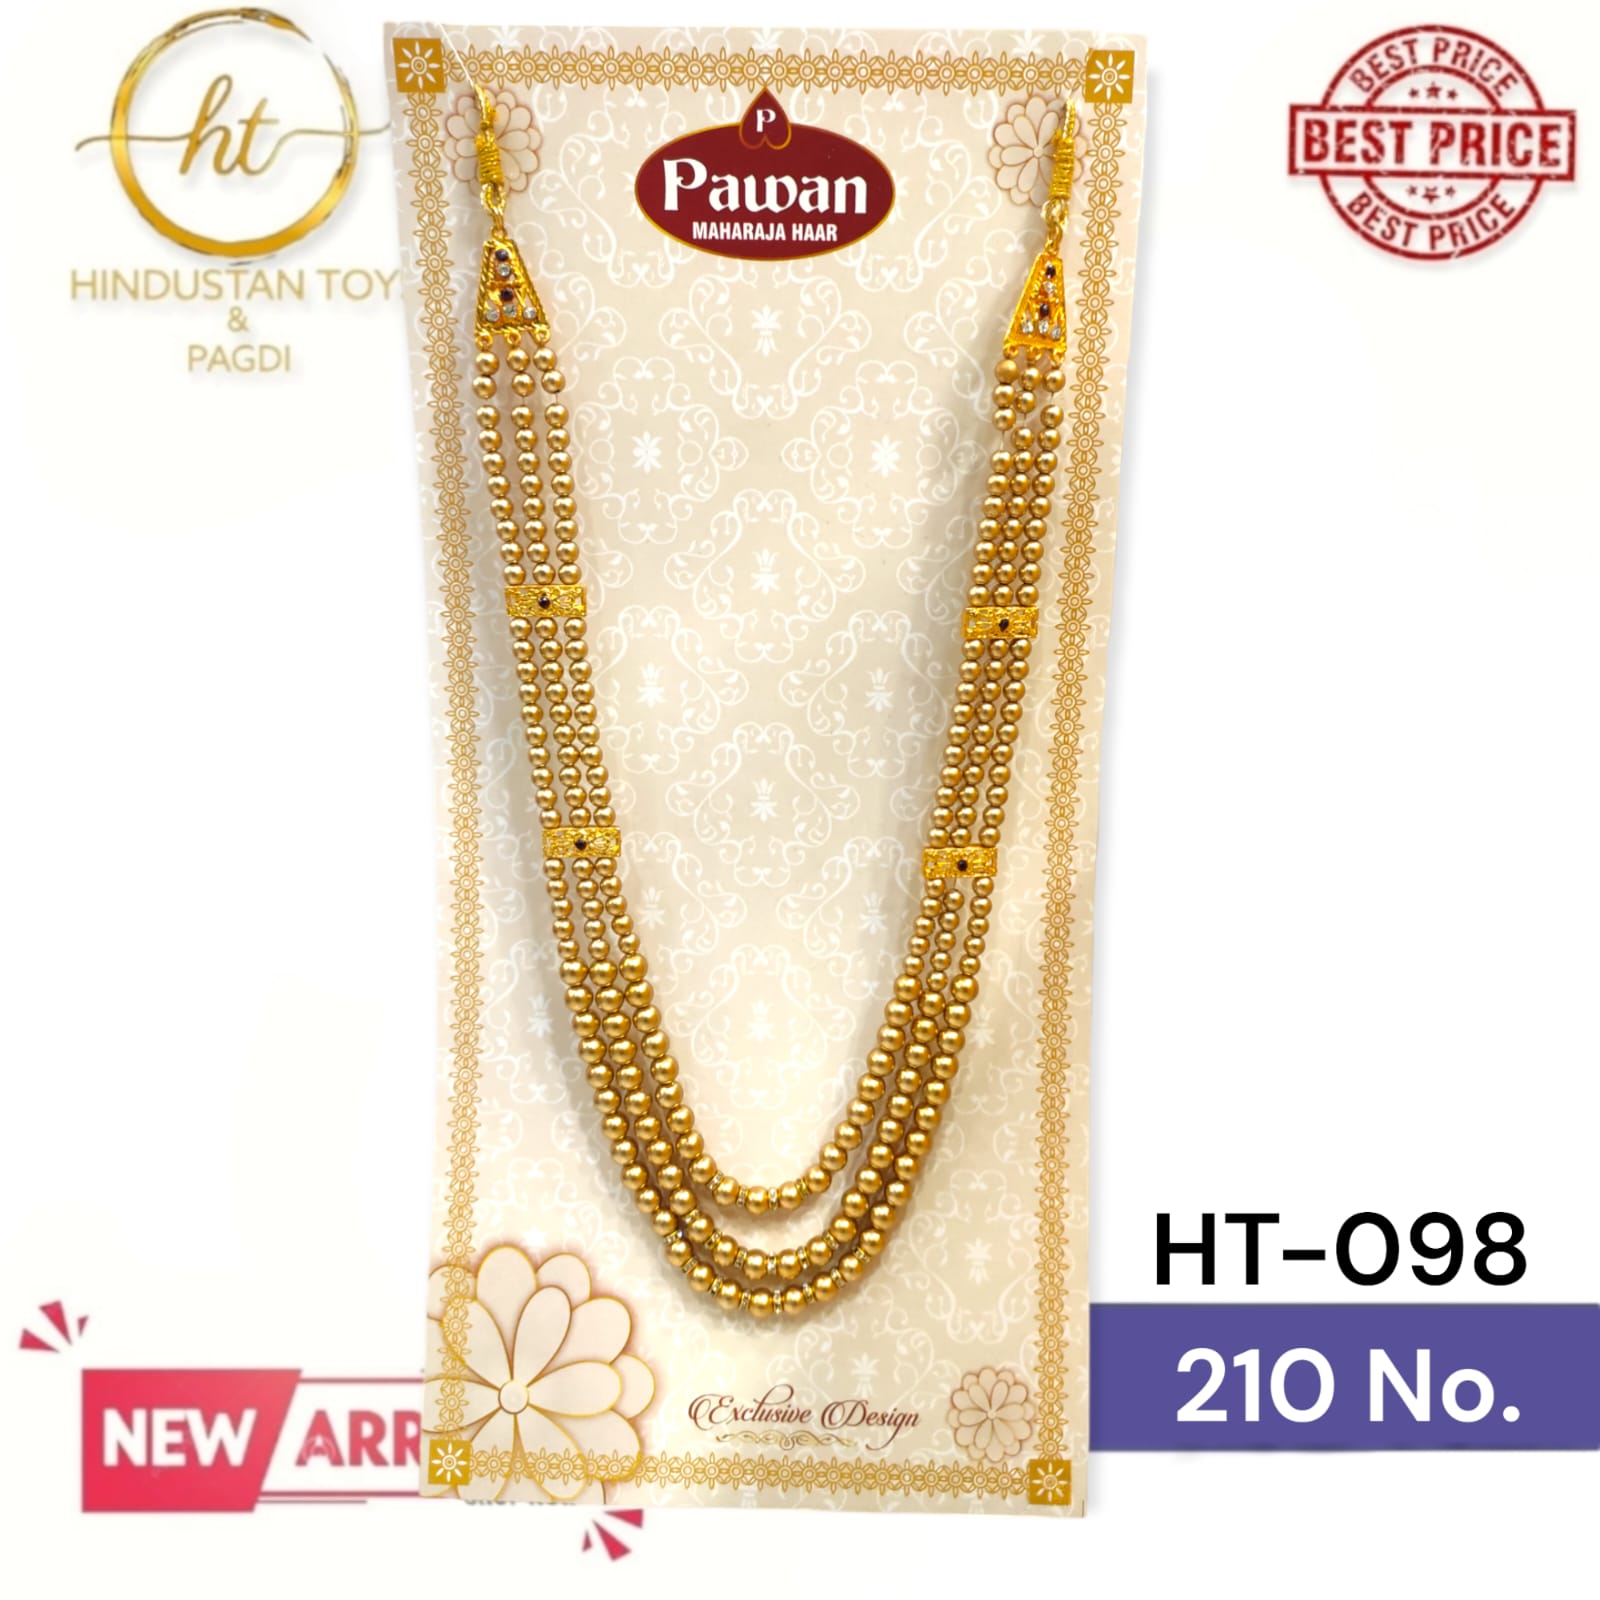 ht
HINDUSTAN TOY
&
PAGDI
P
Pawan
MAHARAJA HAAR
BEST PRICE
BEST PRICE
BEST PRICE
HT-098
210 No.
Exclusive Design
NEW ARR